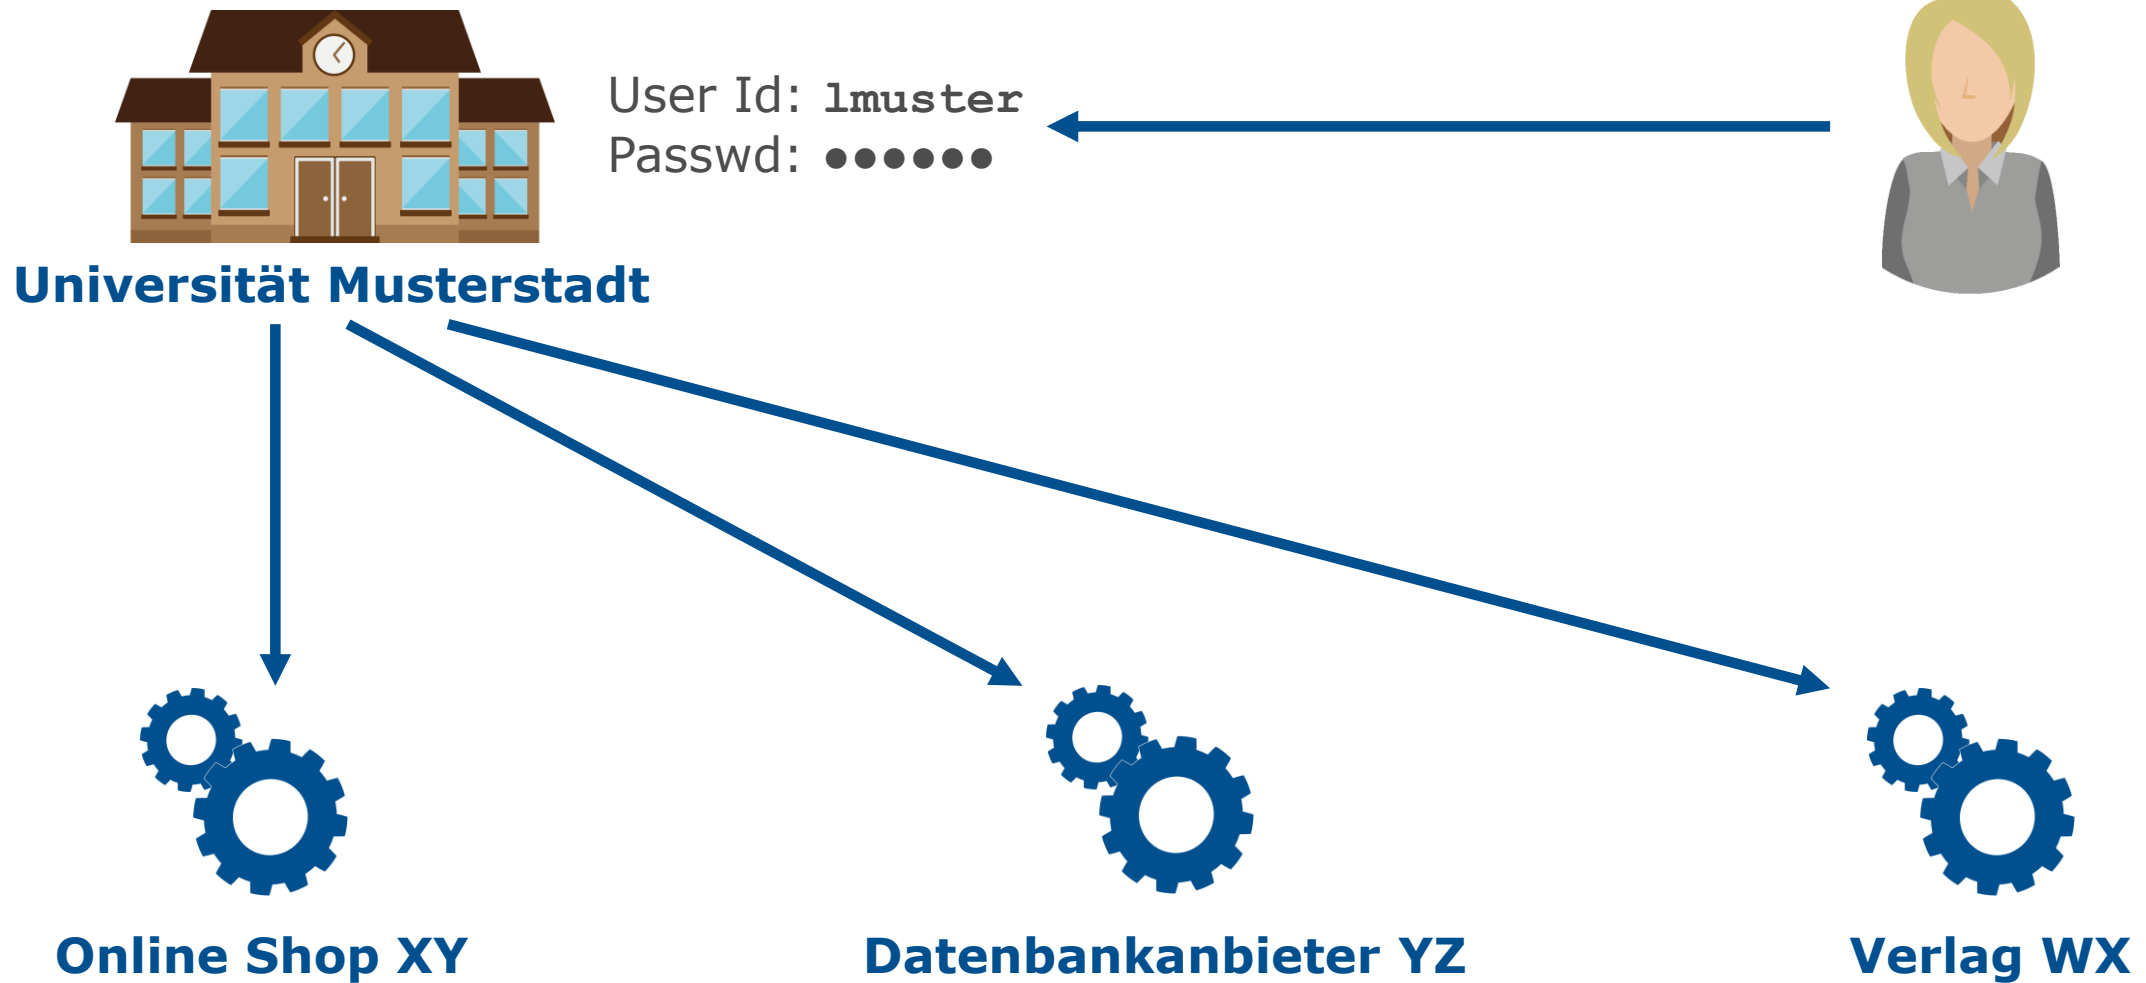 User Id: lmuster
Passwd: ●●●●●●
Universität Musterstadt
Online Shop XY
Datenbankanbieter YZ
Verlag WX